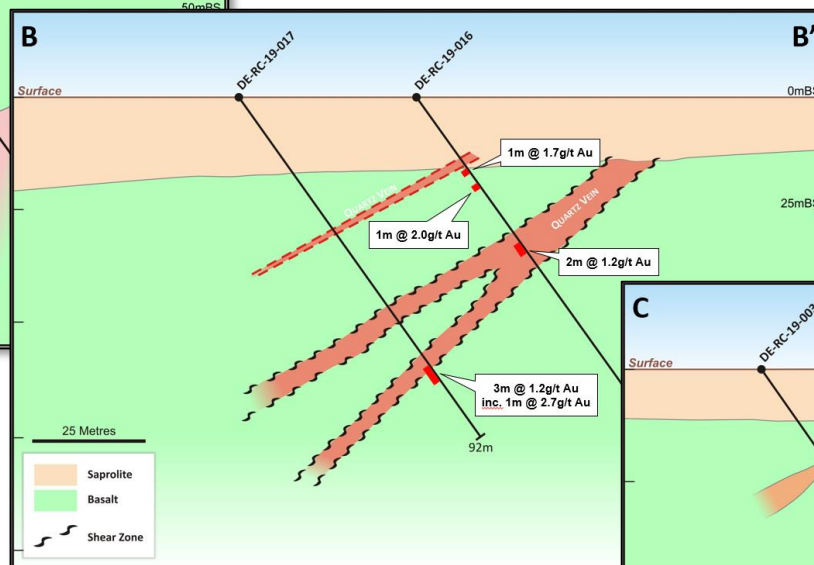 50mBS
B
B'
DE-RC-19-017
DE-RC-19-016
Surface
0mBS
1m @ 1.7g/t Au
QUARTZ VEIN
QUARTZ VEIN
25mBS
1m @ 2.0g/t Au
2m @ 1.2g/t Au
C
DE-RC-19-003
Surface
3m @ 1.2g/t Au
inc. 1m @ 2.7g/t Au
25 Metres
92m
Saprolite
Basalt
Shear Zone